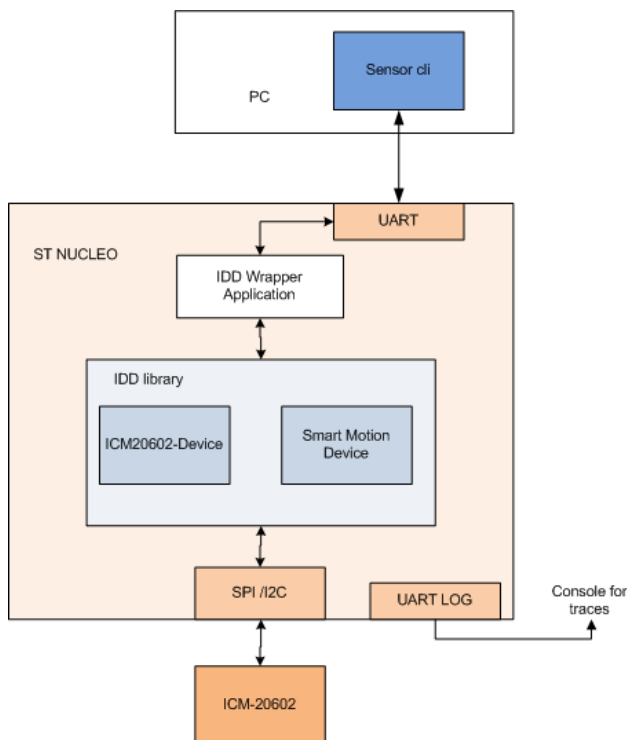 Sensor cli
PC
UART
ST NUCLEO
IDD Wrapper
Application
IDD library
ICM20602-Device
Smart Motion
Device
SPI /I2C
UART LOG
Console for
traces
ICM-20602